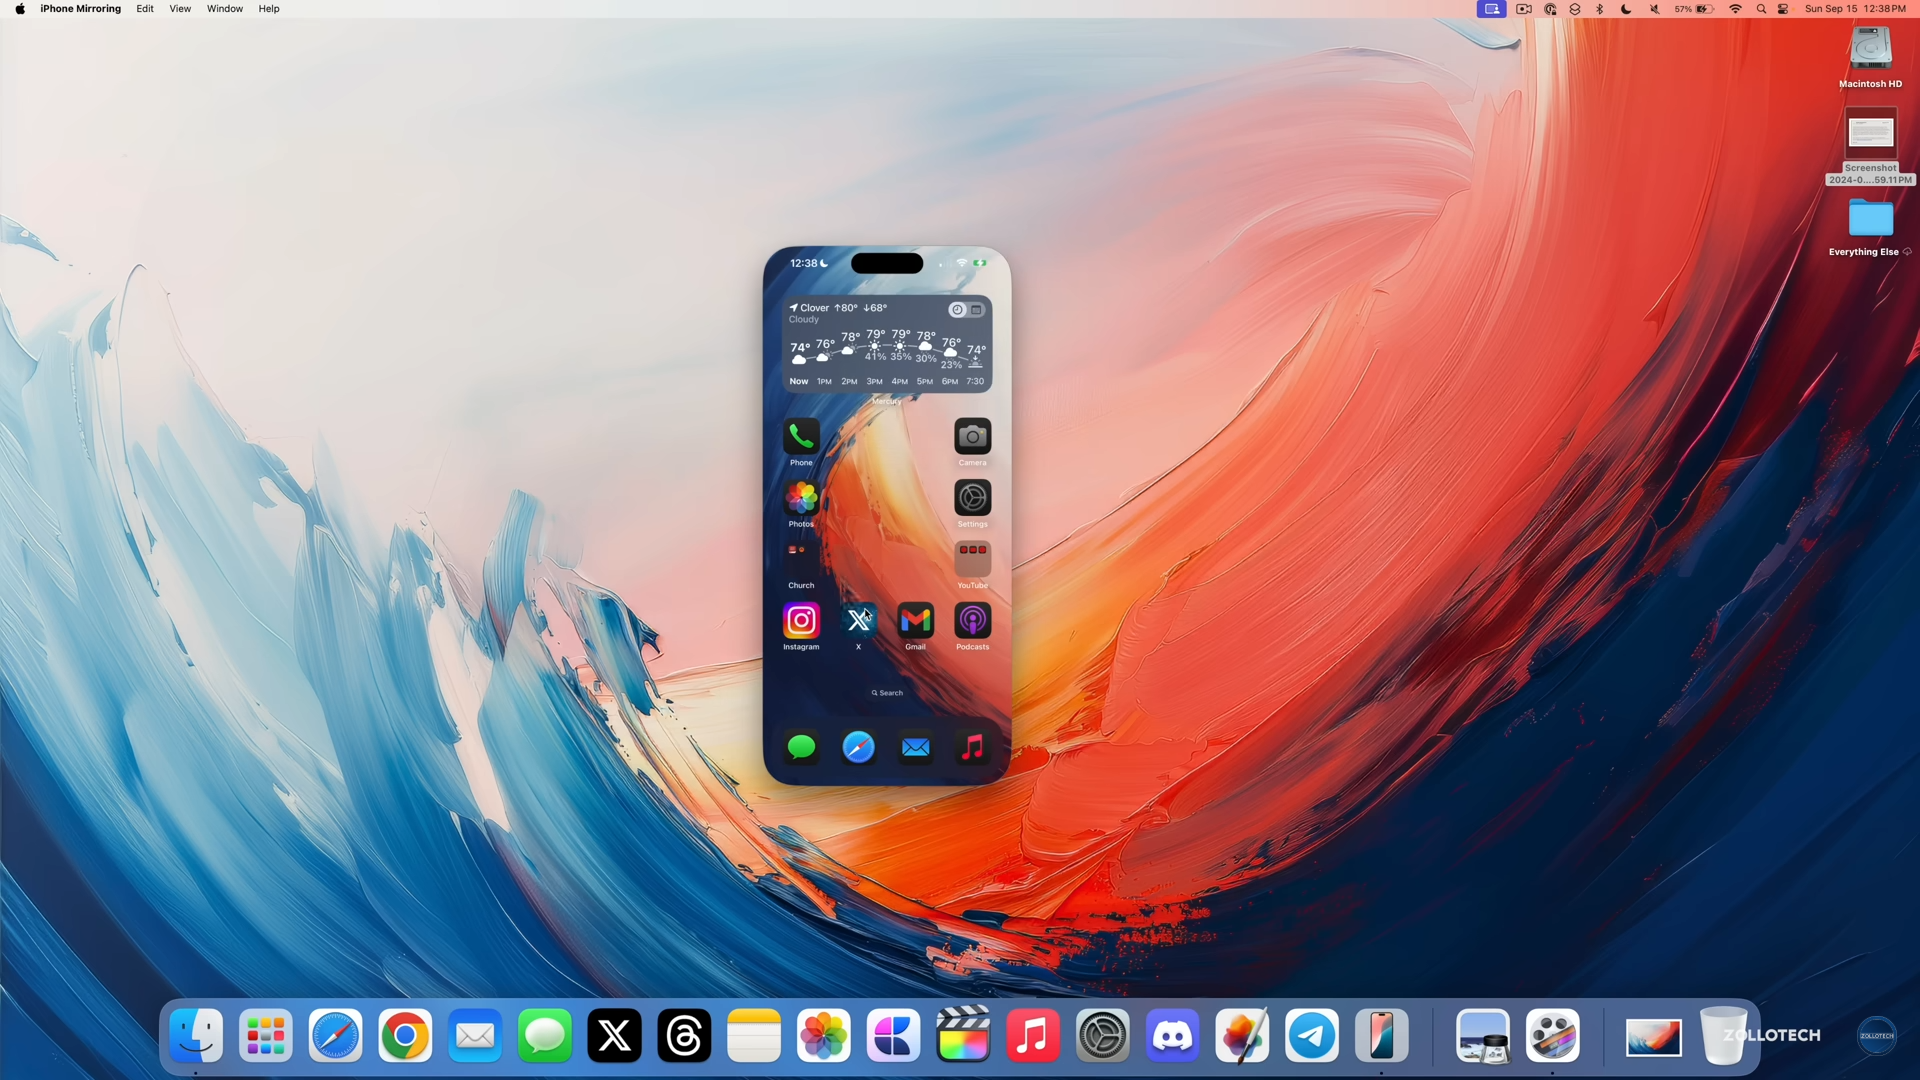 iPhone Mirroring Edit View Window Help
57% Sun Sep 15 12:38 PM
Macintosh HD
Screenshot
2024-0....59.11 PM
Everything Else
12:38
Clover ↑80° ↓68°
Cloudy
74° 76° 78° 79° 79° 78° 76° 74°
41% 35% 30% 23%
Now 1PM 2PM 3PM 4PM 5PM 6PM 7:30
Mercury
Phone Camera
Photos Settings
Church YouTube
Instagram X Gmail Podcasts
Search
ZOLLOTECH
ZOLLOTECH